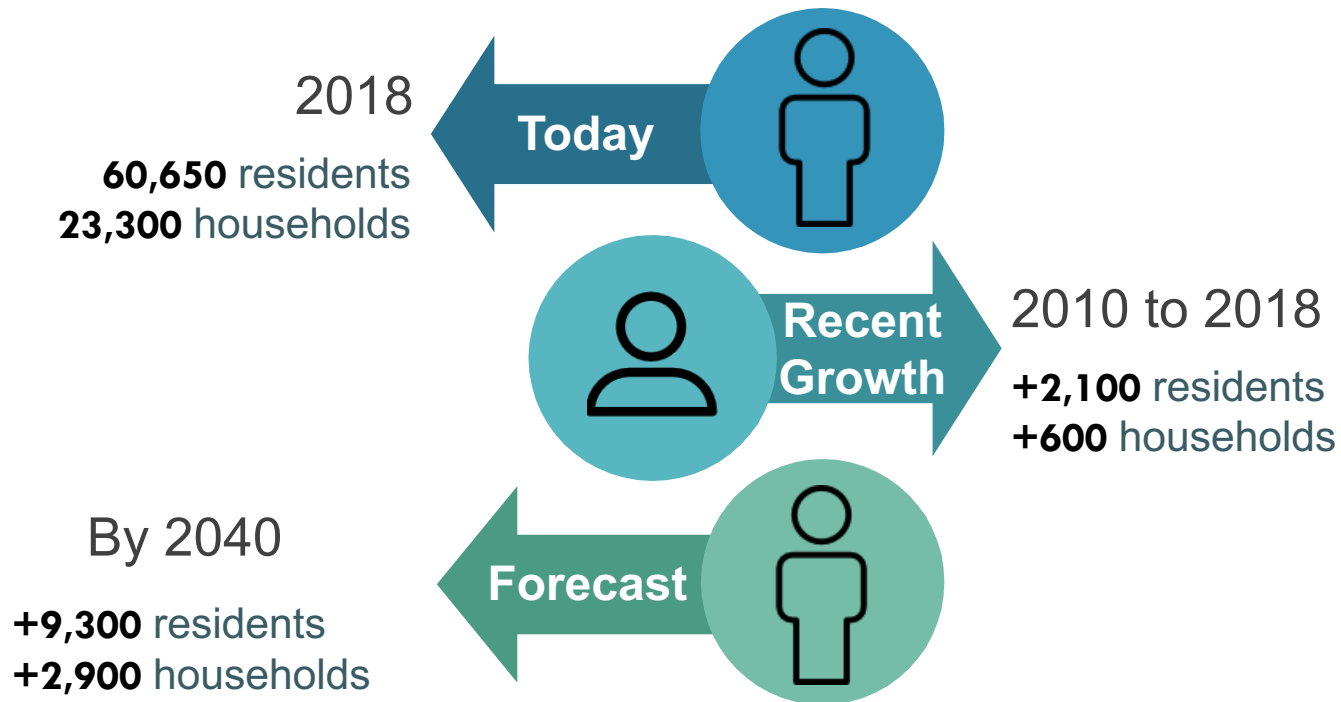 2018
Today
60,650 residents
23,300 households
Recent
Growth
2010 to 2018
+2,100 residents
+600 households
By 2040
Forecast
+9,300 residents
+2,900 households